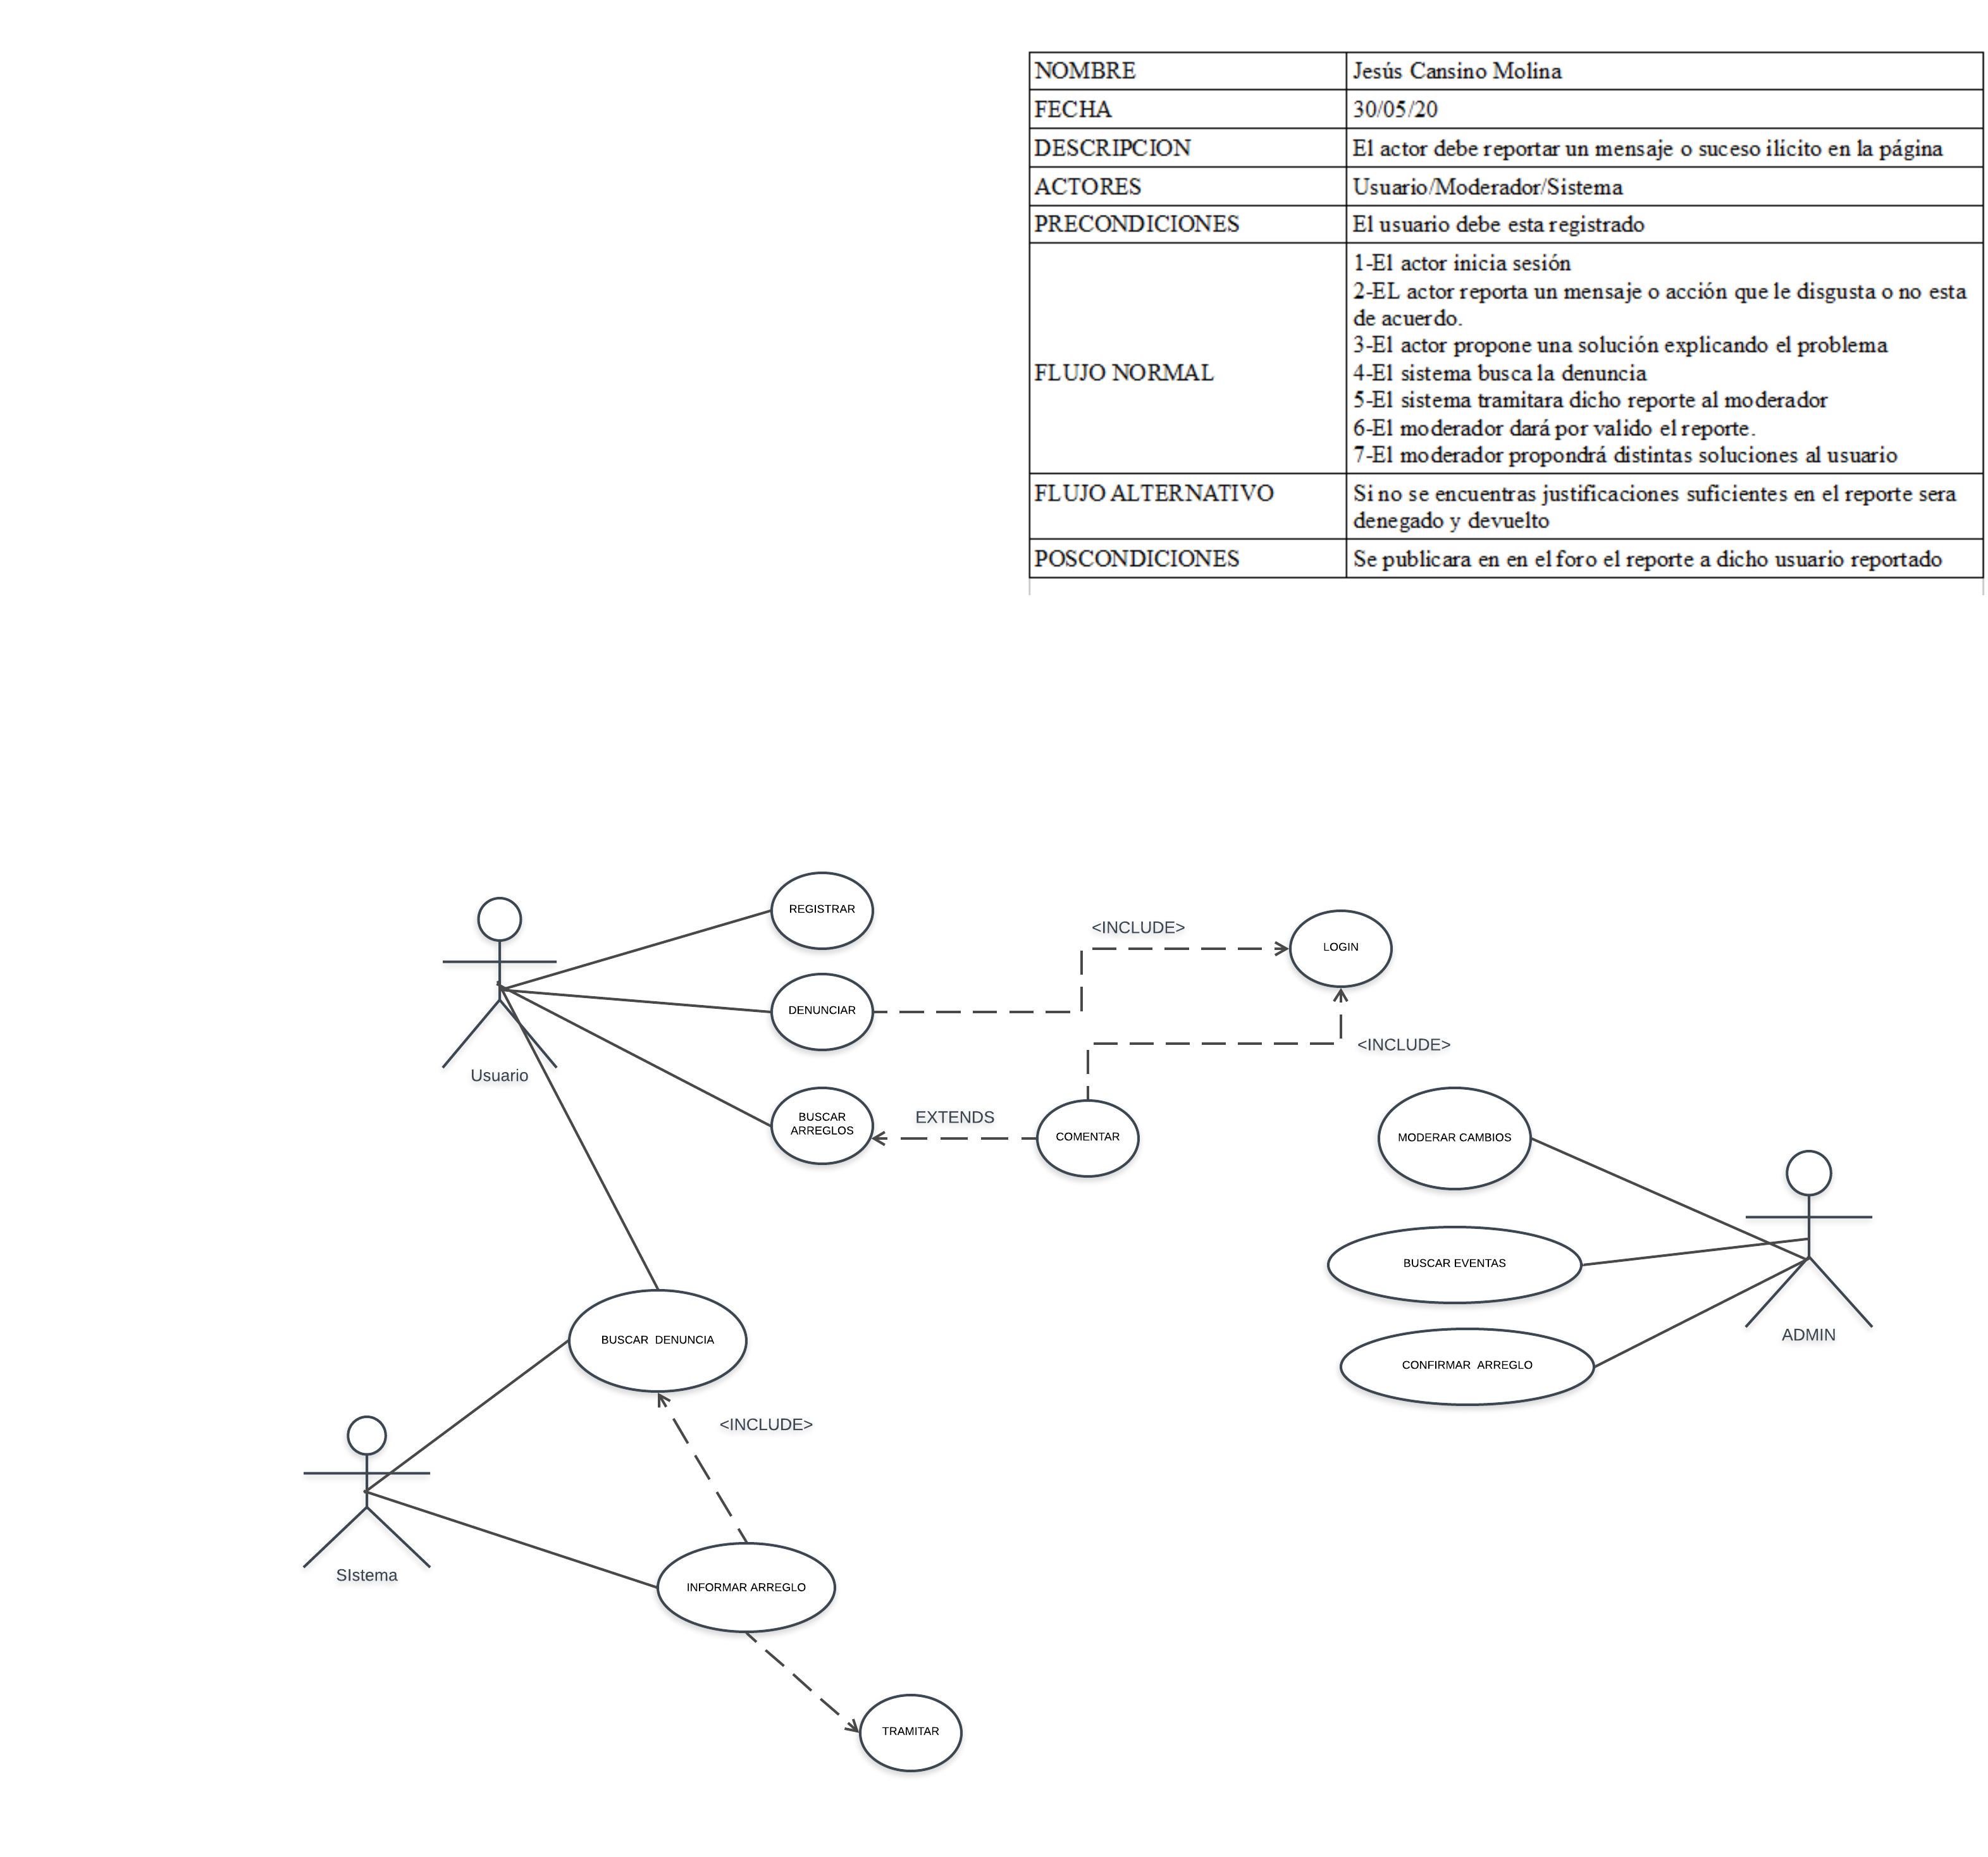 NOMBRE
Jesús Cansino Molina
FECHA
30/05/20
DESCRIPCION
El actor debe reportar un mensaje o suceso ilícito en la página
ACTORES
Usuario/Moderador/Sistema
PRECONDICIONES
El usuario debe esta registrado
FLUJO NORMAL
1-El actor inicia sesión
2-EL actor reporta un mensaje o acción que le disgusta o no esta
de acuerdo.
3-El actor propone una solución explicando el problema
4-El sistema busca la denuncia
5-El sistema tramitara dicho reporte al moderador
6-El moderador dará por valido el reporte.
7-El moderador propondrá distintas soluciones al usuario
FLUJO ALTERNATIVO
Si no se encuentras justificaciones suficientes en el reporte sera
denegado y devuelto
POSCONDICIONES
Se publicara en en el foro el reporte a dicho usuario reportado
REGISTRAR
<INCLUDE>
LOGIN
DENUNCIAR
<INCLUDE>
Usuario
BUSCAR
ARREGLOS
EXTENDS
COMENTAR
MODERAR CAMBIOS
BUSCAR EVENTAS
ADMIN
BUSCAR DENUNCIA
CONFIRMAR ARREGLO
<INCLUDE>
SIstema
INFORMAR ARREGLO
TRAMITAR